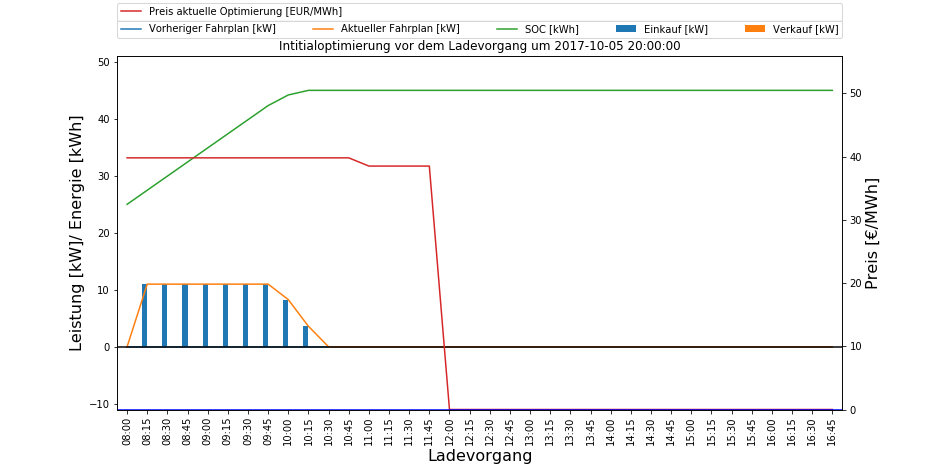 Preis aktuelle Optimierung [EUR/MWh]
Vorheriger Fahrplan [kW] Aktueller Fahrplan [kW] SOC [kWh] Einkauf [kW] Verkauf [kW]
Intitialoptimierung vor dem Ladevorgang um 2017-10-05 20:00:00
Leistung [kW]/ Energie [kWh]
50
40
30
20
10
0
−10
50
40
30
20
10
0
Preis [€/MWh]
08:00 08:15 08:30 08:45 09:00 09:15 09:30 09:45 10:00 10:15 10:30 10:45 11:00 11:15 11:30 11:45 12:00 12:15 12:30 12:45 13:00 13:15 13:30 13:45 14:00 14:15 14:30 14:45 15:00 15:15 15:30 15:45 16:00 16:15 16:30 16:45
Ladevorgang